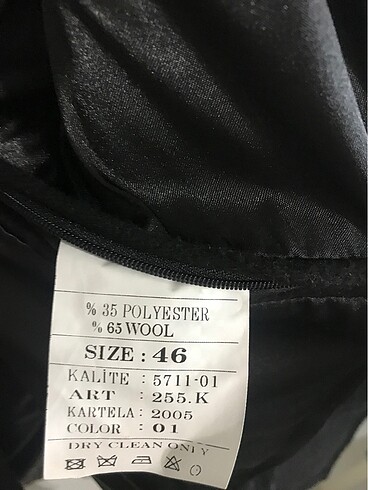 % 35 POLYESTER
% 65 WOOL
SIZE : 46
KALİTE : 5711-01
ART : 255.K
KARTELA : 2005
COLOR : 01
DRY CLEAN ONLY